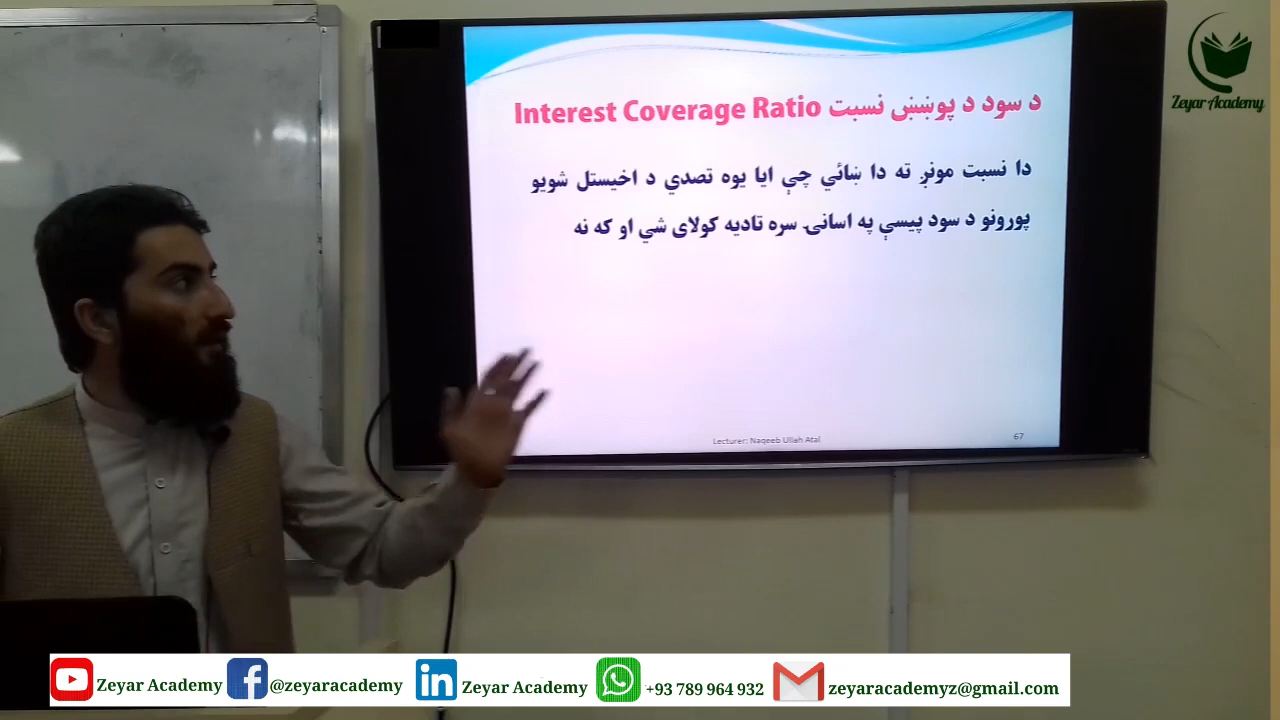 Zeyar Academy
د سود د پوښښ نسبت Interest Coverage Ratio
دا نسبت مونږ ته دا ښائي چې ايا يوه تصدي د اخيستل شويو
پورونو د سود پيسې په اسانۍ سره تاديه کولای شي او که نه
Lecturer: Naqeeb Ullah Atal
67
Zeyar Academy
@zeyaracademy
Zeyar Academy
+93 789 964 932
zeyaracademyz@gmail.com